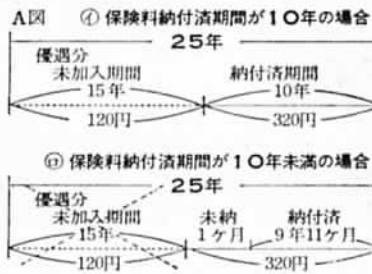 A図 ㋑ 保険料納付済期間が10年の場合
25年
優遇分
未加入期間 納付済期間
15年 10年
120円 320円
㋺ 保険料納付済期間が10年未満の場合
25年
優遇分
未加入期間 未納 納付済
15年 1ヶ月 9年11ヶ月
120円 320円